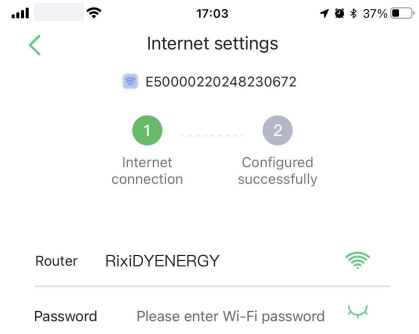 17:03
37%
Internet settings
E50000220248230672
1
2
Internet
connection
Configured
successfully
Router RixiDYENERGY
Password Please enter Wi-Fi password